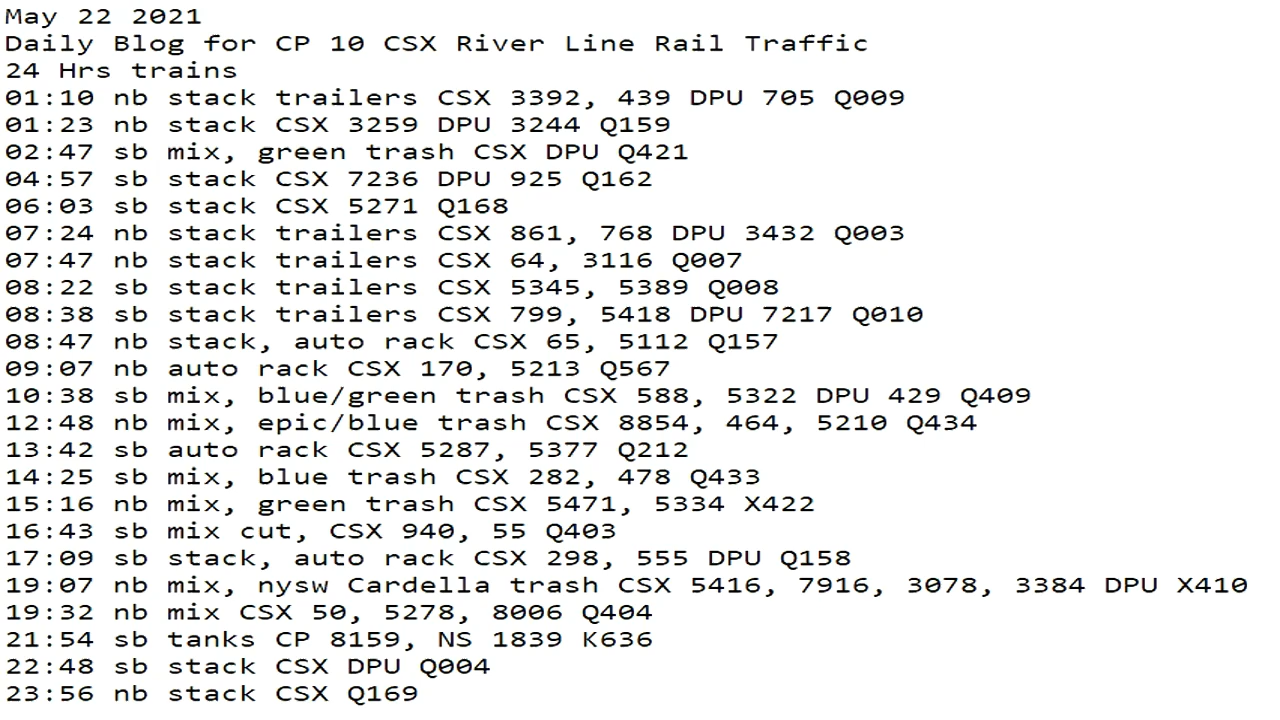 May 22 2021
Daily Blog for CP 10 CSX River Line Rail Traffic
24 Hrs trains
01:10 nb stack trailers CSX 3392, 439 DPU 705 Q009
01:23 nb stack CSX 3259 DPU 3244 Q159
02:47 sb mix, green trash CSX DPU Q421
04:57 sb stack CSX 7236 DPU 925 Q162
06:03 sb stack CSX 5271 Q168
07:24 nb stack trailers CSX 861, 768 DPU 3432 Q003
07:47 nb stack trailers CSX 64, 3116 Q007
08:22 sb stack trailers CSX 5345, 5389 Q008
08:38 sb stack trailers CSX 799, 5418 DPU 7217 Q010
08:47 nb stack, auto rack CSX 65, 5112 Q157
09:07 nb auto rack CSX 170, 5213 Q567
10:38 sb mix, blue/green trash CSX 588, 5322 DPU 429 Q409
12:48 nb mix, epic/blue trash CSX 8854, 464, 5210 Q434
13:42 sb auto rack CSX 5287, 5377 Q212
14:25 sb mix, blue trash CSX 282, 478 Q433
15:16 nb mix, green trash CSX 5471, 5334 X422
16:43 sb mix cut, CSX 940, 55 Q403
17:09 sb stack, auto rack CSX 298, 555 DPU Q158
19:07 nb mix, nysw Cardella trash CSX 5416, 7916, 3078, 3384 DPU X410
19:32 nb mix CSX 50, 5278, 8006 Q404
21:54 sb tanks CP 8159, NS 1839 K636
22:48 sb stack CSX DPU Q004
23:56 nb stack CSX Q169